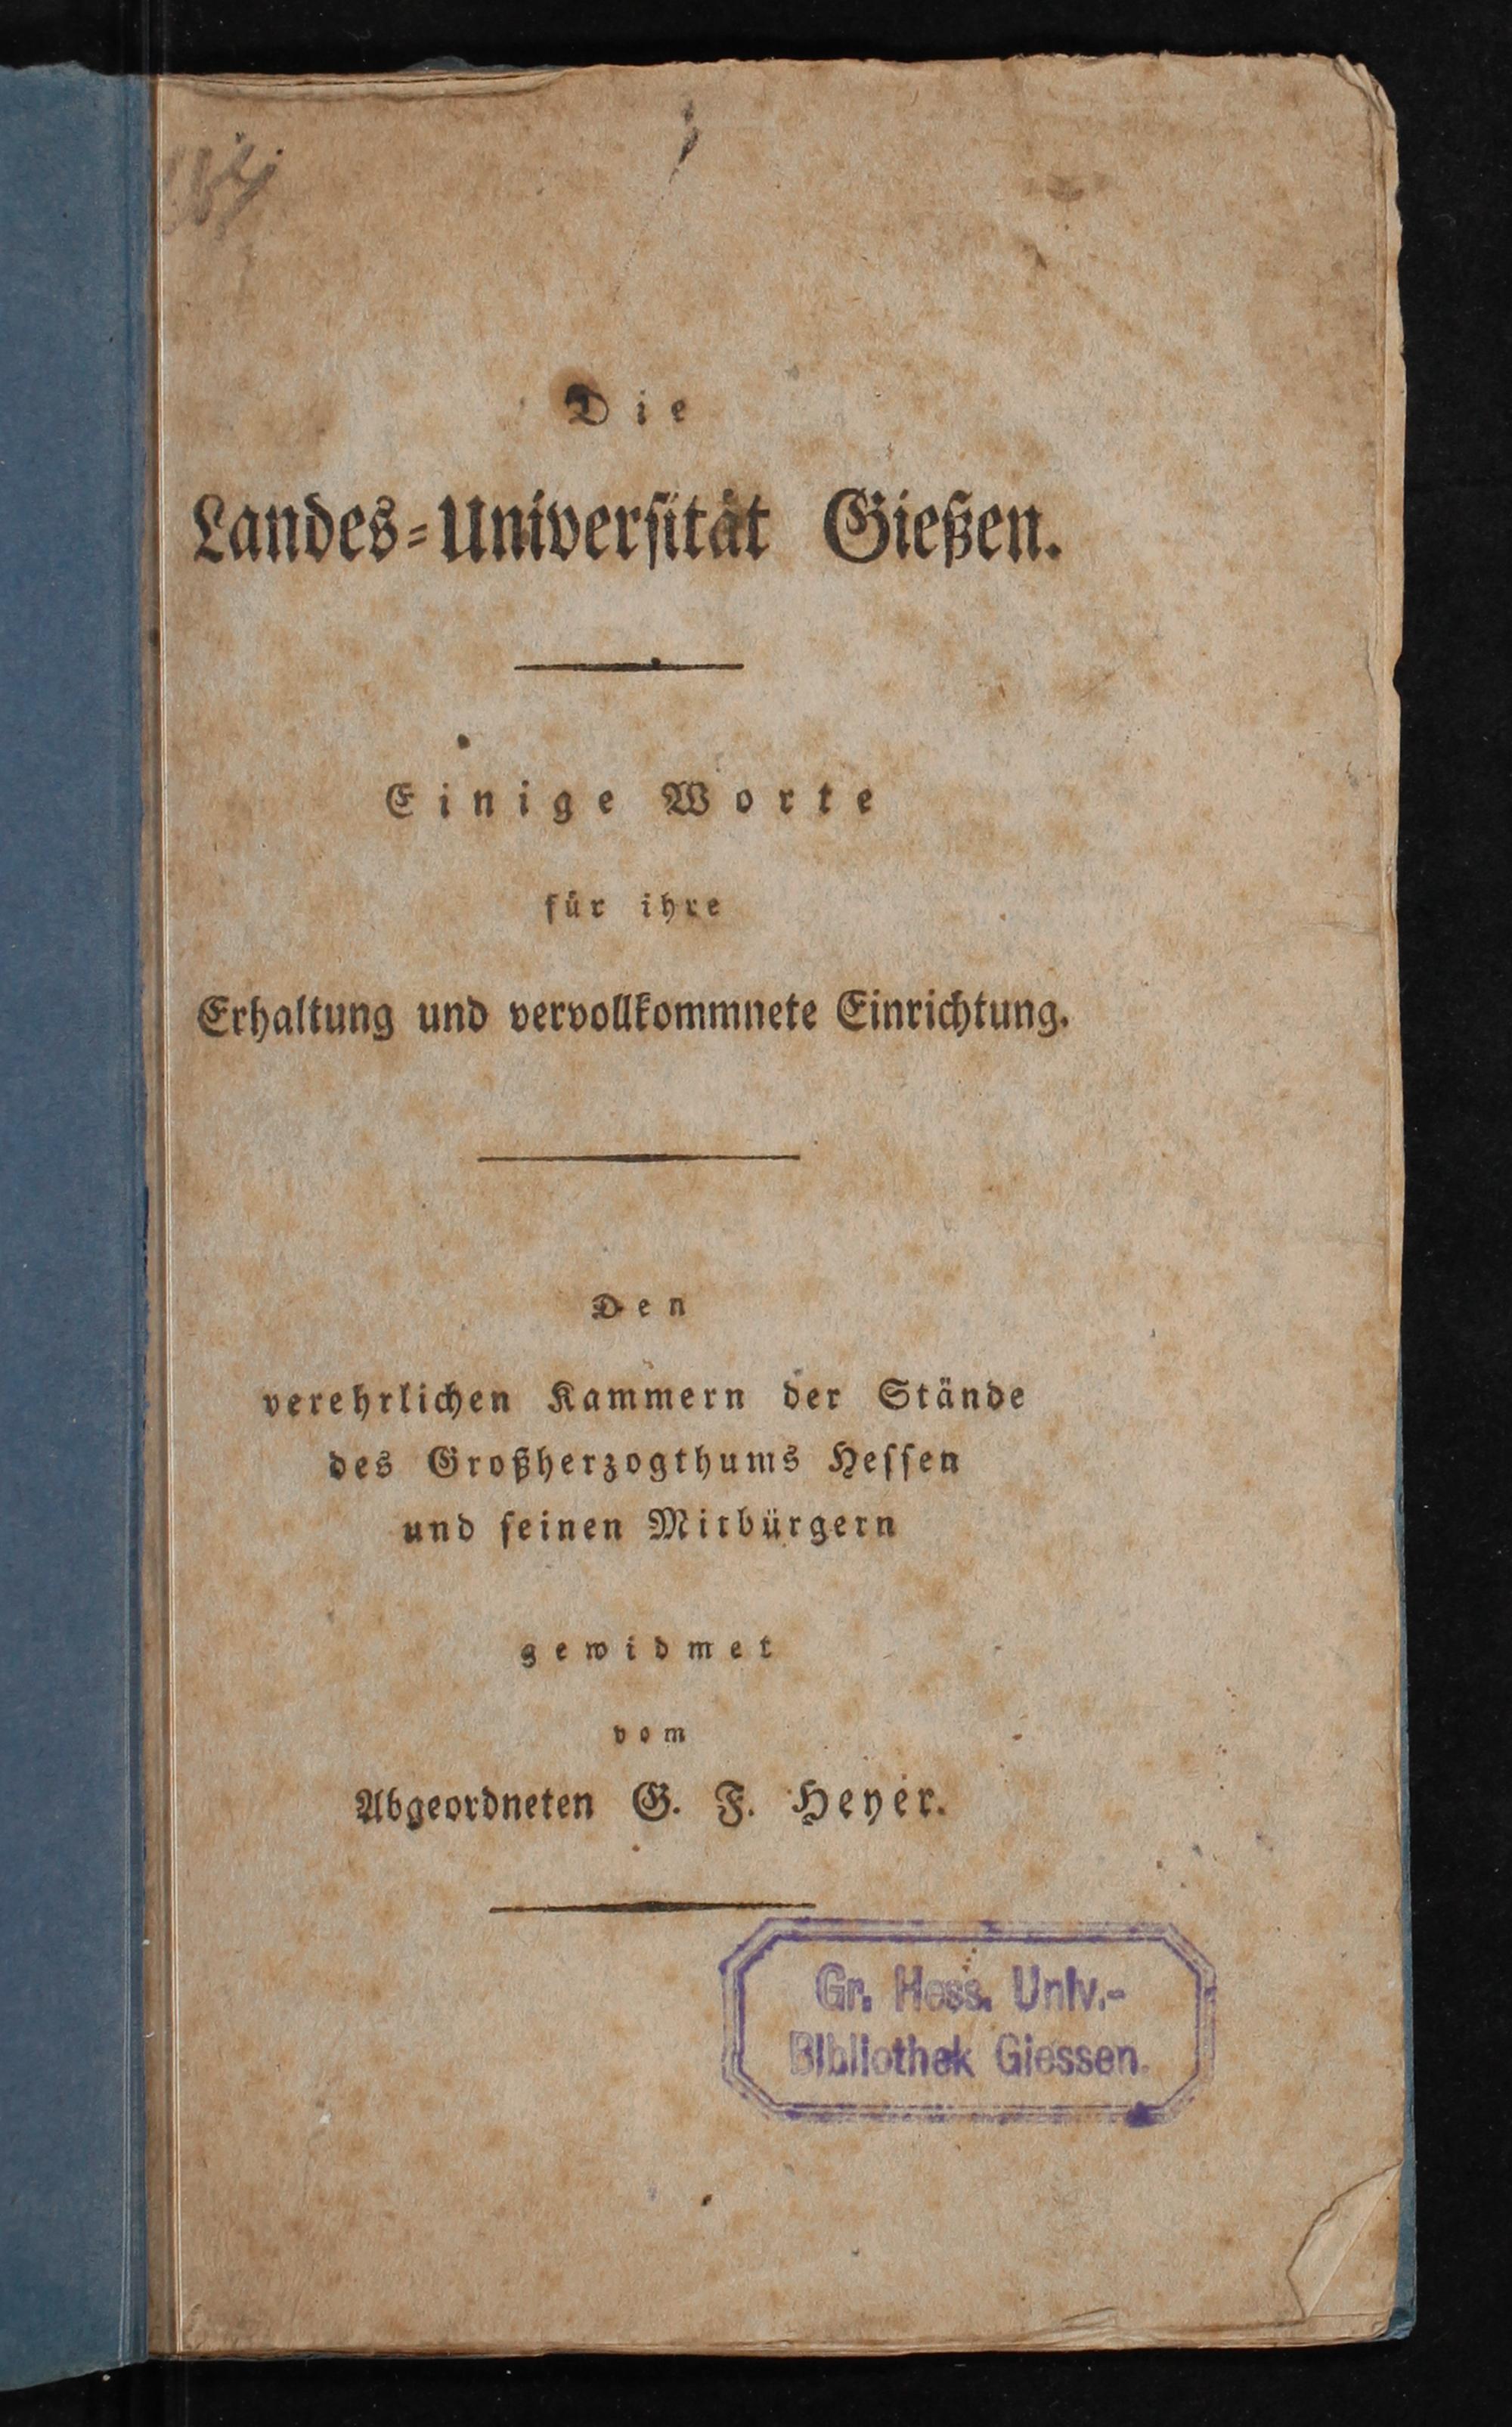 Die
Landes-Universität Gießen.
Einige Worte
für ihre
Erhaltung und vervollkommnete Einrichtung.
Den
verehrlichen Kammern der Stände
des Großherzogthums Hessen
und seinen Mitbürgern
gewidmet
vom
Abgeordneten G. F. Heyer.
Gr. Hess. Univ.-
Bibliothek Giessen.